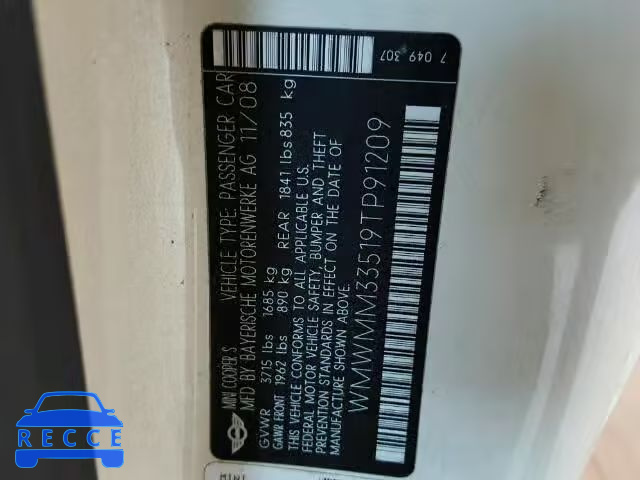 MINI COOPER S VEHICLE TYPE: PASSENGER CAR
MFD BY BAYERISCHE MOTORENWERKE AG 11/08
GVWR 3715 lbs 1685 kg
GAWR FRONT 1962 lbs 890 kg REAR 1841 lbs 835 kg
THIS VEHICLE CONFORMS TO ALL APPLICABLE U.S.
FEDERAL MOTOR VEHICLE SAFETY, BUMPER AND THEFT
PREVENTION STANDARDS IN EFFECT ON THE DATE OF
MANUFACTURE SHOWN ABOVE.
WMWMM33519TP91209
7 049 307
MINI
RECCE